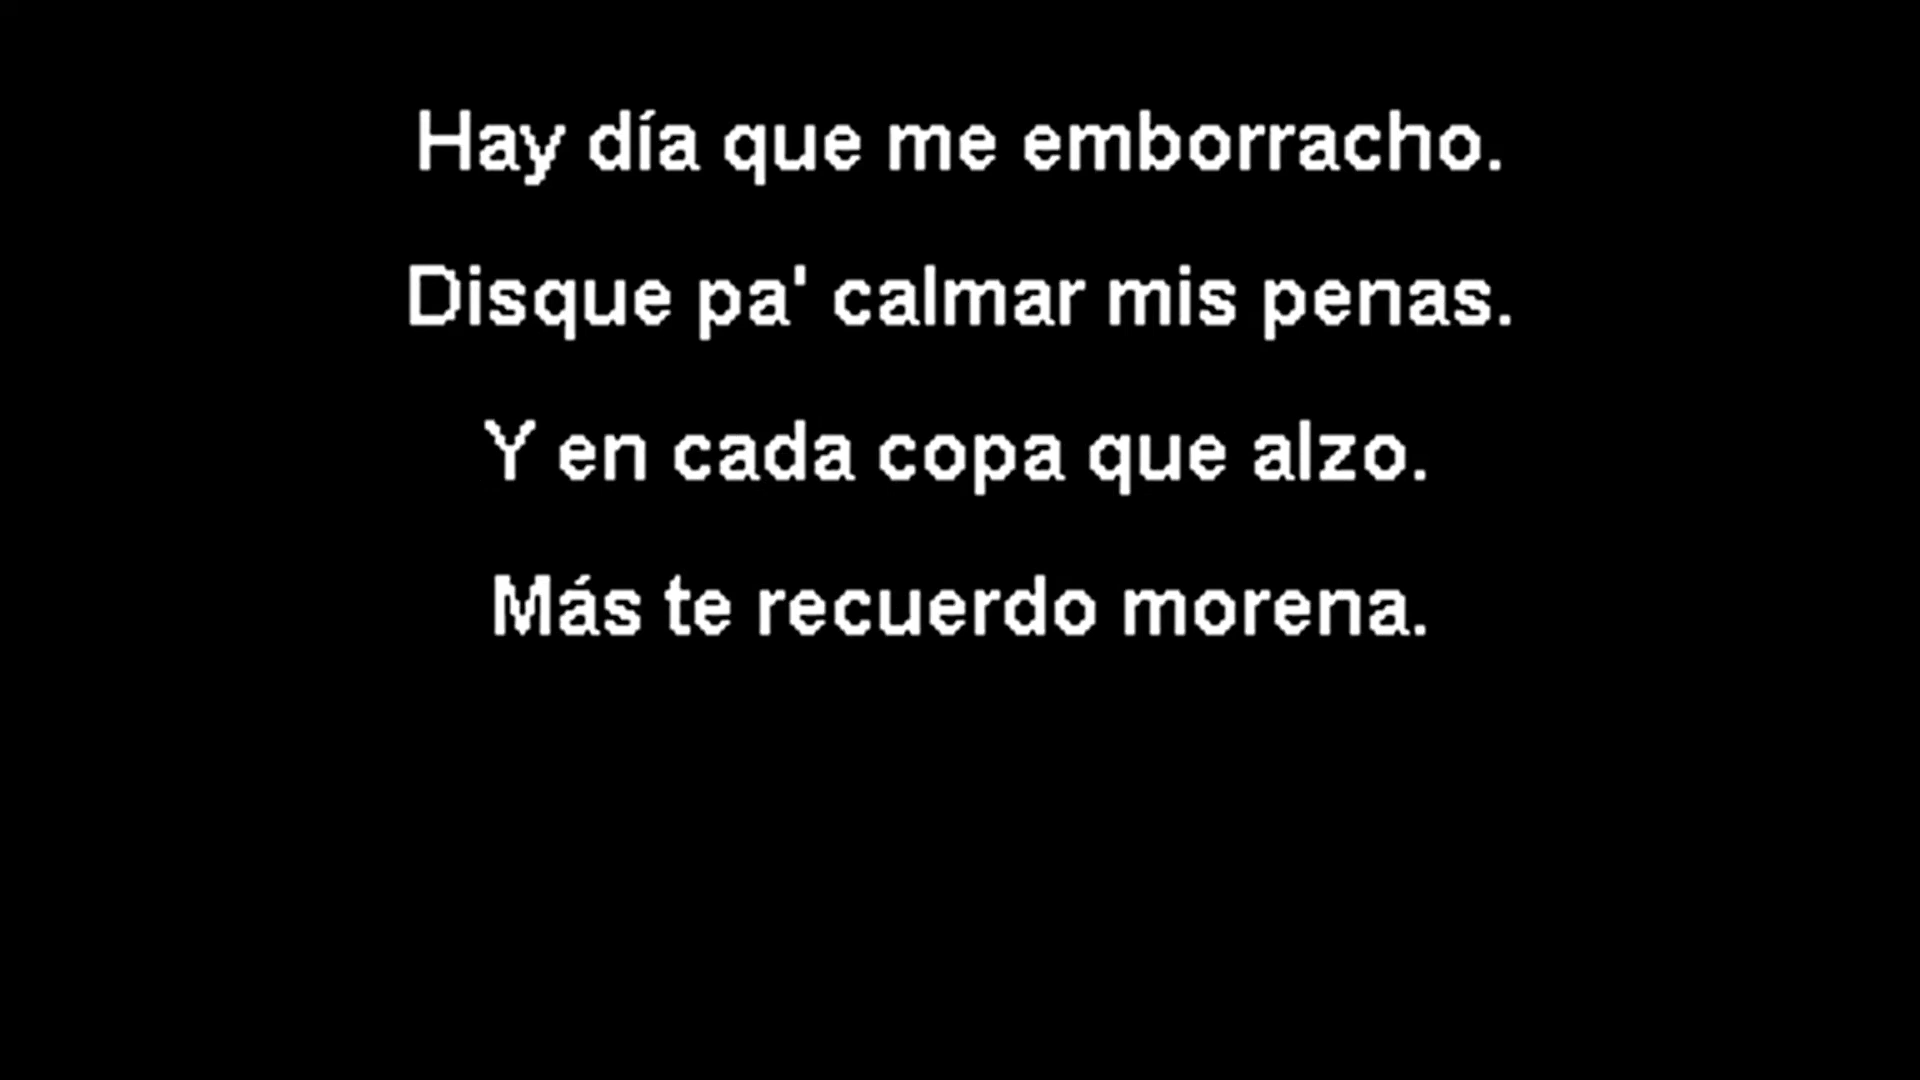 Hay día que me emborracho.
Disque pa' calmar mis penas.
Y en cada copa que alzo.
Más te recuerdo morena.